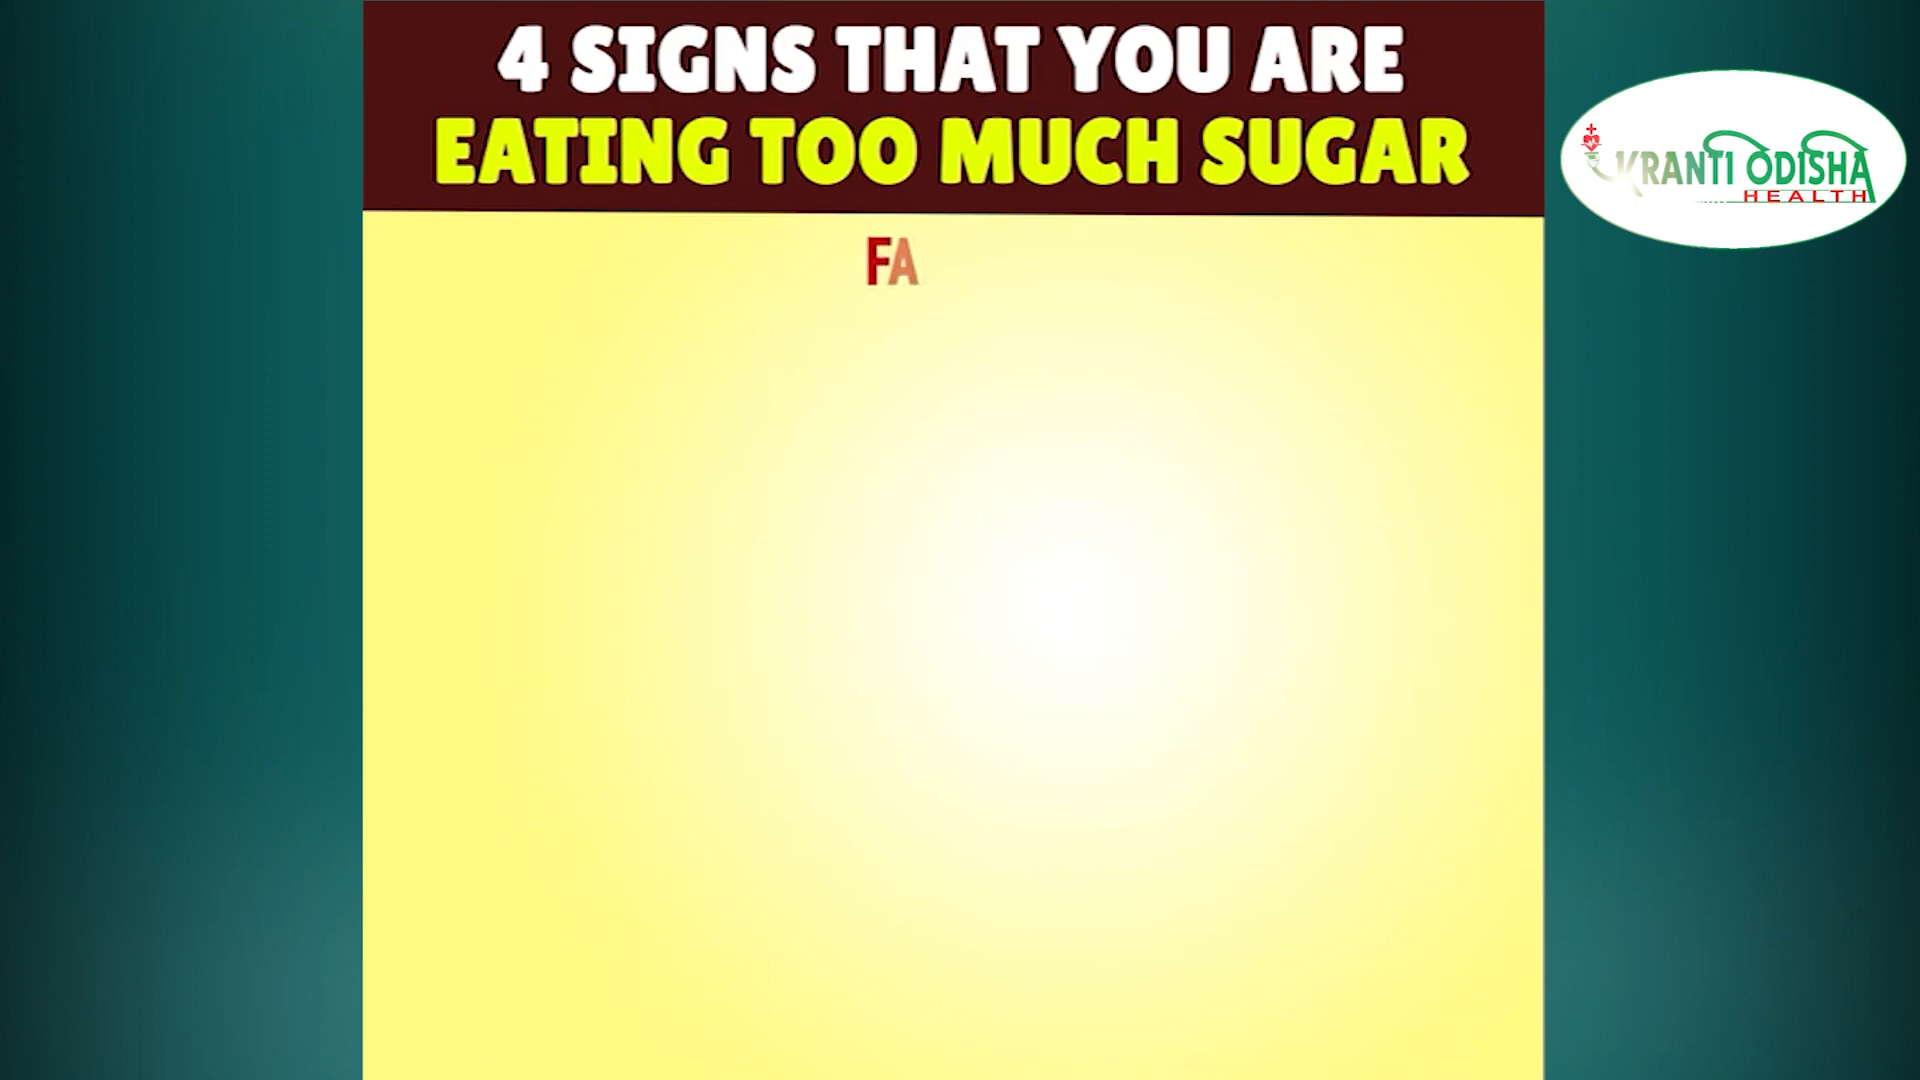 4 SIGNS THAT YOU ARE
EATING TOO MUCH SUGAR
FA
KRANTI ODISHA
HEALTH